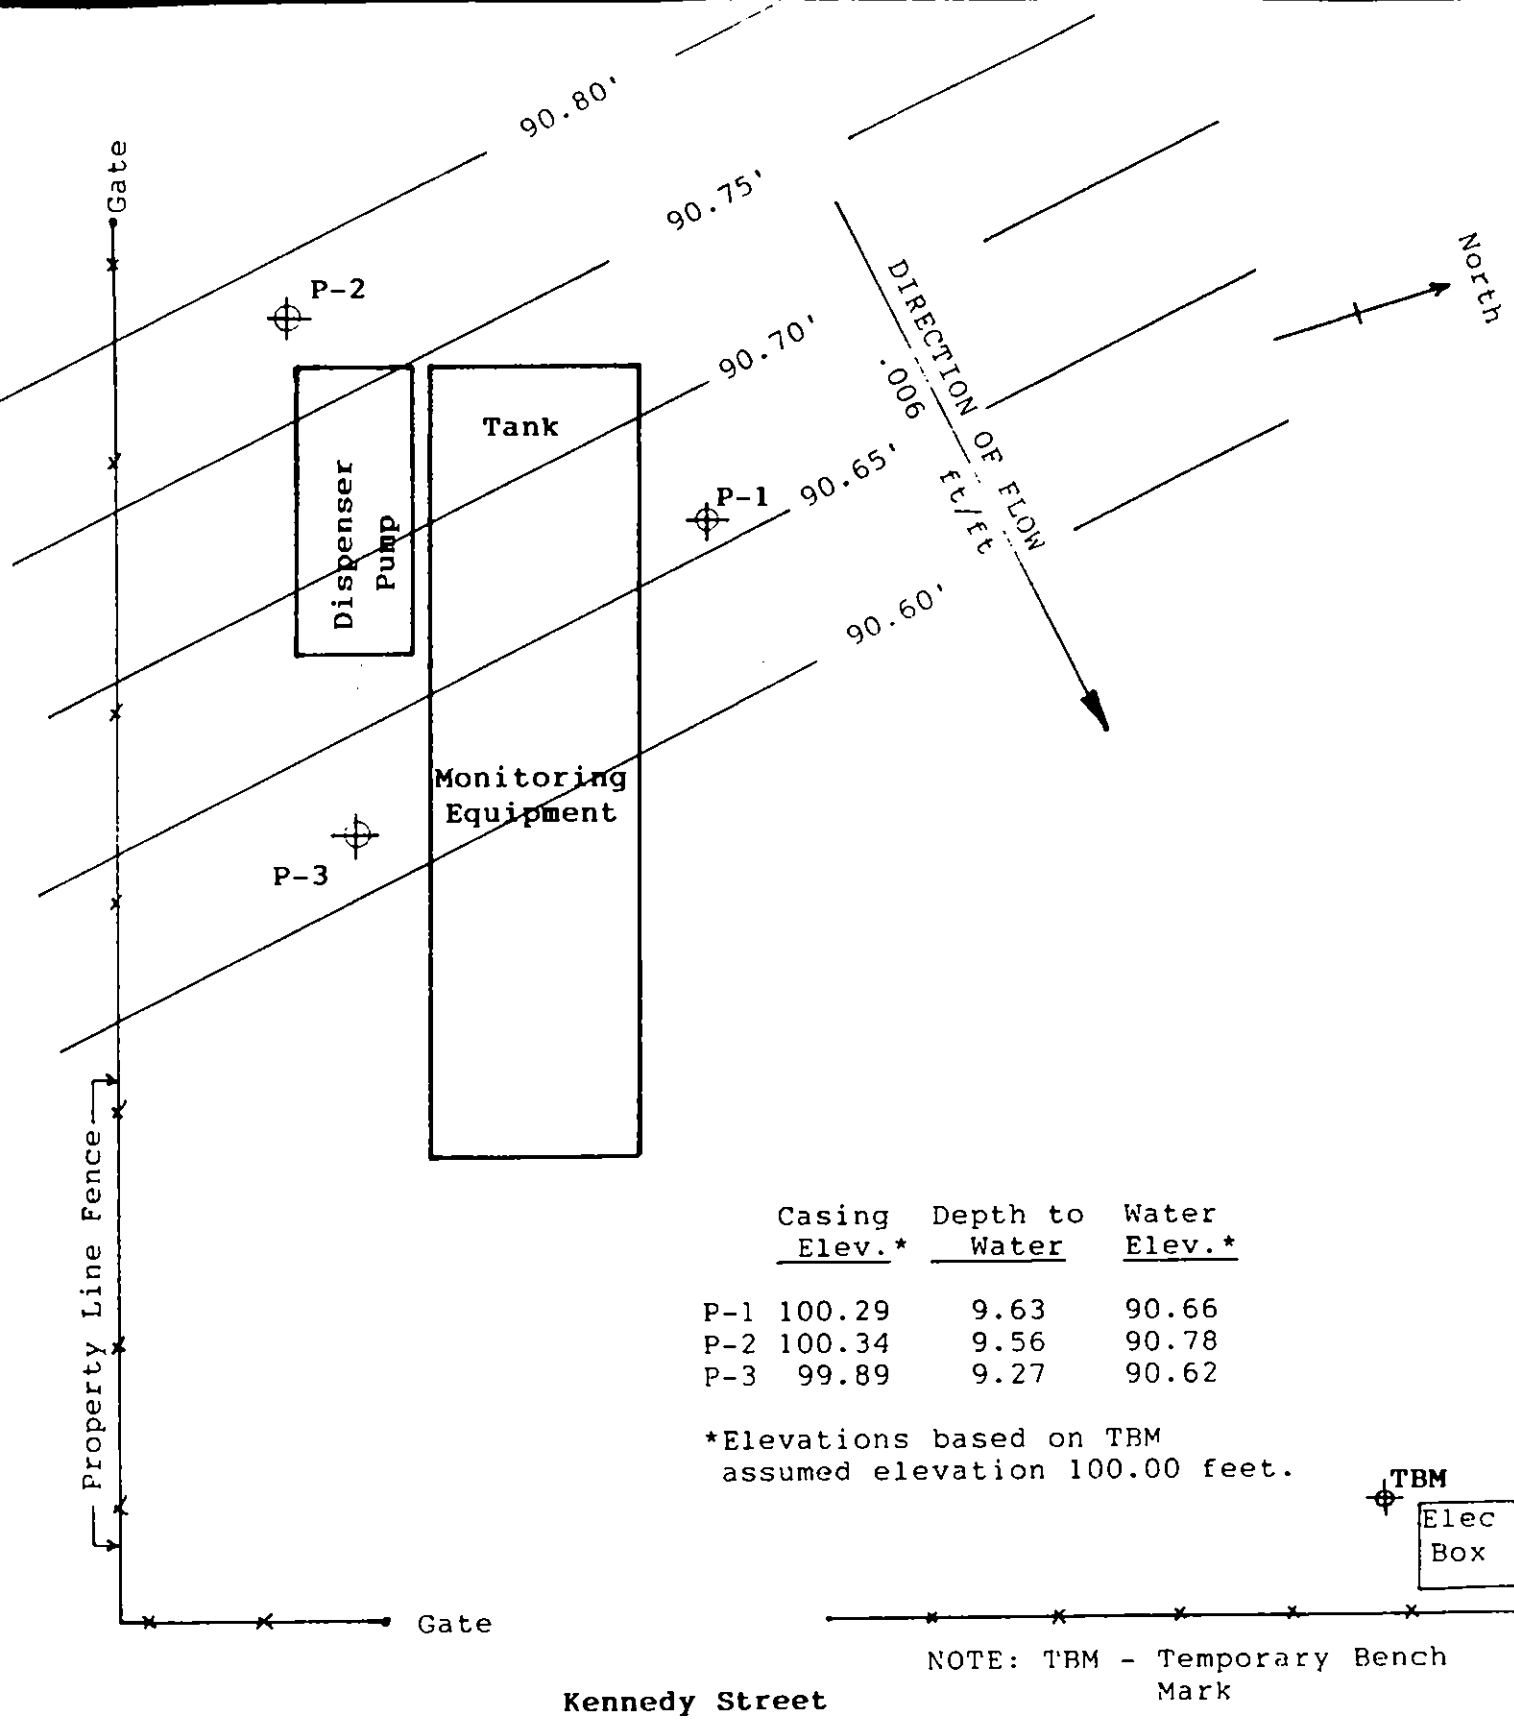 90.80'
Gate
90.75'
P-2
North
90.70'
DIRECTION OF FLOW
.006 ft/ft
Tank
90.65'
P-1
Dispenser
Pump
90.60'
Monitoring
Equipment
P-3
Property Line Fence
Casing Depth to Water
Elev.* Water Elev.*
P-1 100.29 9.63 90.66
P-2 100.34 9.56 90.78
P-3 99.89 9.27 90.62
*Elevations based on TBM
assumed elevation 100.00 feet.
TBM
Elec
Box
Gate
NOTE: TBM - Temporary Bench
Mark
Kennedy Street